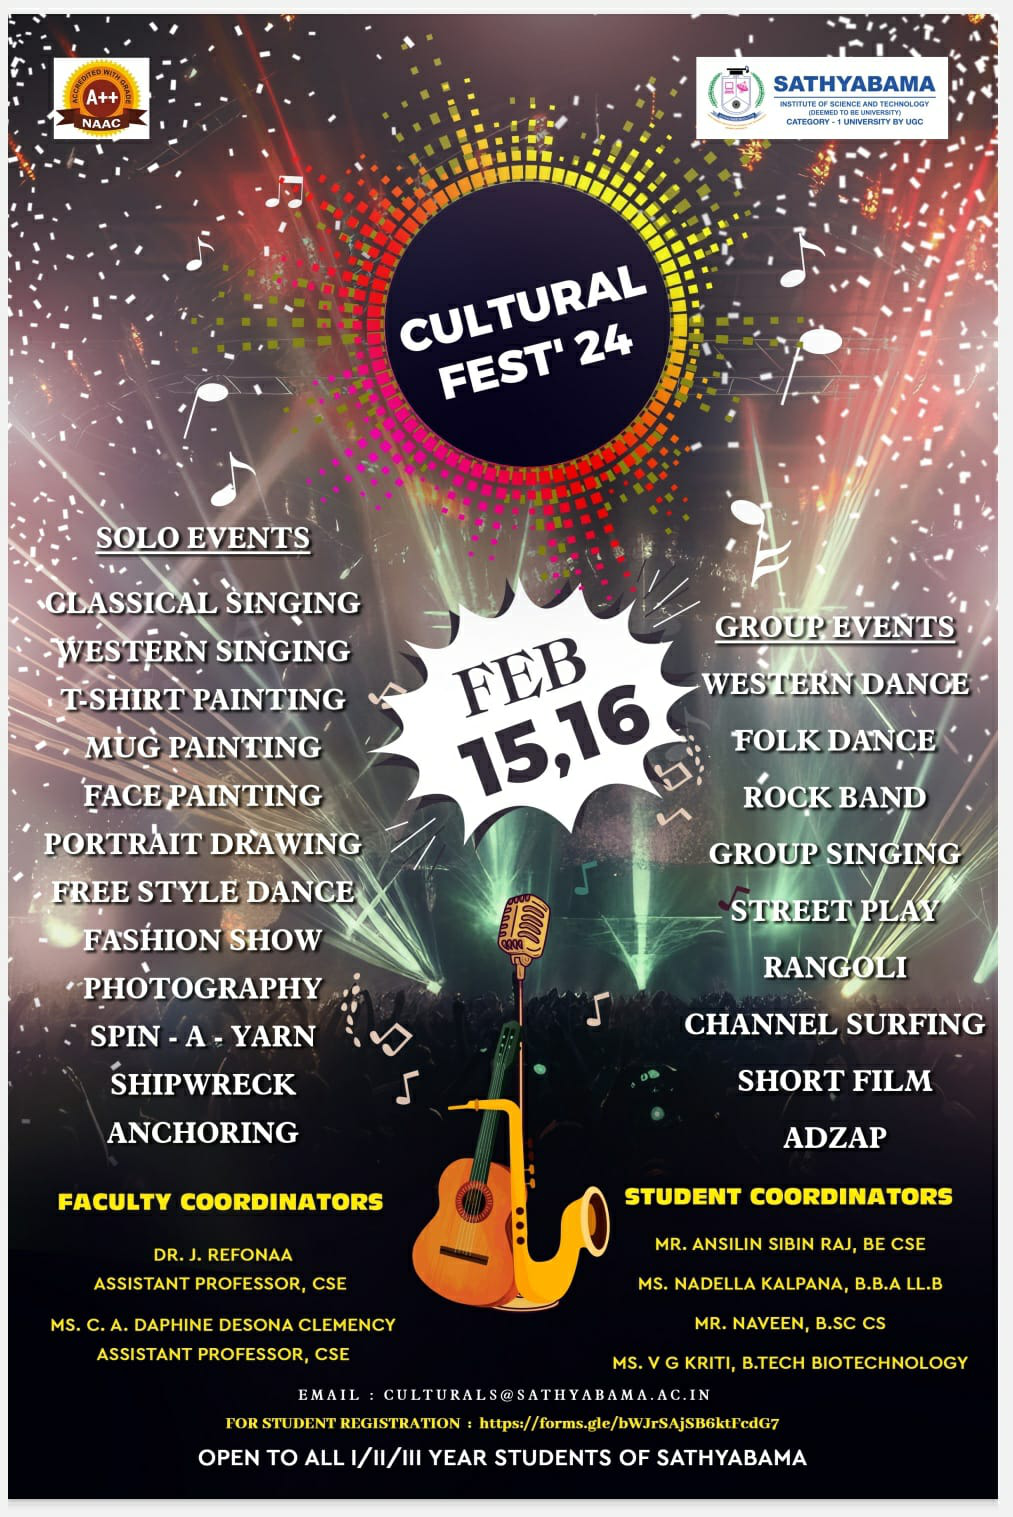 ACCREDITED WITH GRADE
A++
NAAC
SATHYABAMA
INSTITUTE OF SCIENCE AND TECHNOLOGY
(DEEMED TO BE UNIVERSITY)
CATEGORY - 1 UNIVERSITY BY UGC
CULTURAL
FEST' 24
FEB
15,16
SOLO EVENTS
CLASSICAL SINGING
WESTERN SINGING
T-SHIRT PAINTING
MUG PAINTING
FACE PAINTING
PORTRAIT DRAWING
FREE STYLE DANCE
FASHION SHOW
PHOTOGRAPHY
SPIN - A - YARN
SHIPWRECK
ANCHORING
GROUP EVENTS
WESTERN DANCE
FOLK DANCE
ROCK BAND
GROUP SINGING
STREET PLAY
RANGOLI
CHANNEL SURFING
SHORT FILM
ADZAP
FACULTY COORDINATORS
DR. J. REFONAA
ASSISTANT PROFESSOR, CSE
MS. C. A. DAPHINE DESONA CLEMENCY
ASSISTANT PROFESSOR, CSE
STUDENT COORDINATORS
MR. ANSILIN SIBIN RAJ, BE CSE
MS. NADELLA KALPANA, B.B.A LL.B
MR. NAVEEN, B.SC CS
MS. V G KRITI, B.TECH BIOTECHNOLOGY
EMAIL : CULTURALS@SATHYABAMA.AC.IN
FOR STUDENT REGISTRATION : https://forms.gle/bWJrSAjSB6ktFcdG7
OPEN TO ALL I/II/III YEAR STUDENTS OF SATHYABAMA